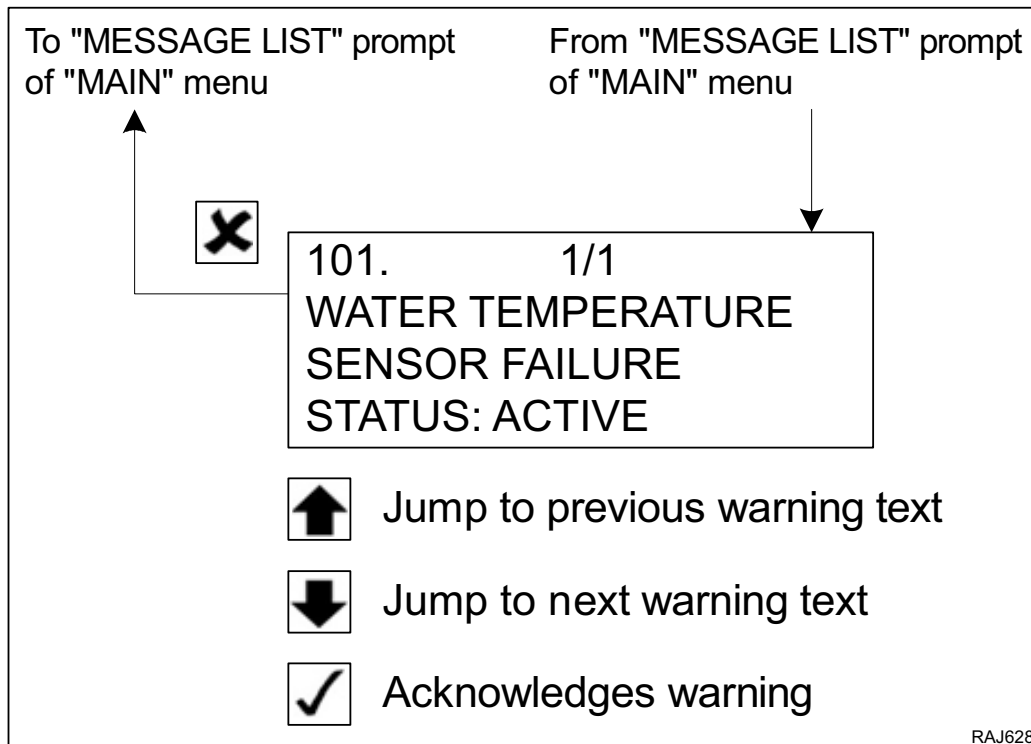 To "MESSAGE LIST" prompt
of "MAIN" menu
From "MESSAGE LIST" prompt
of "MAIN" menu
101. 1/1
WATER TEMPERATURE
SENSOR FAILURE
STATUS: ACTIVE
Jump to previous warning text
Jump to next warning text
Acknowledges warning
RAJ628